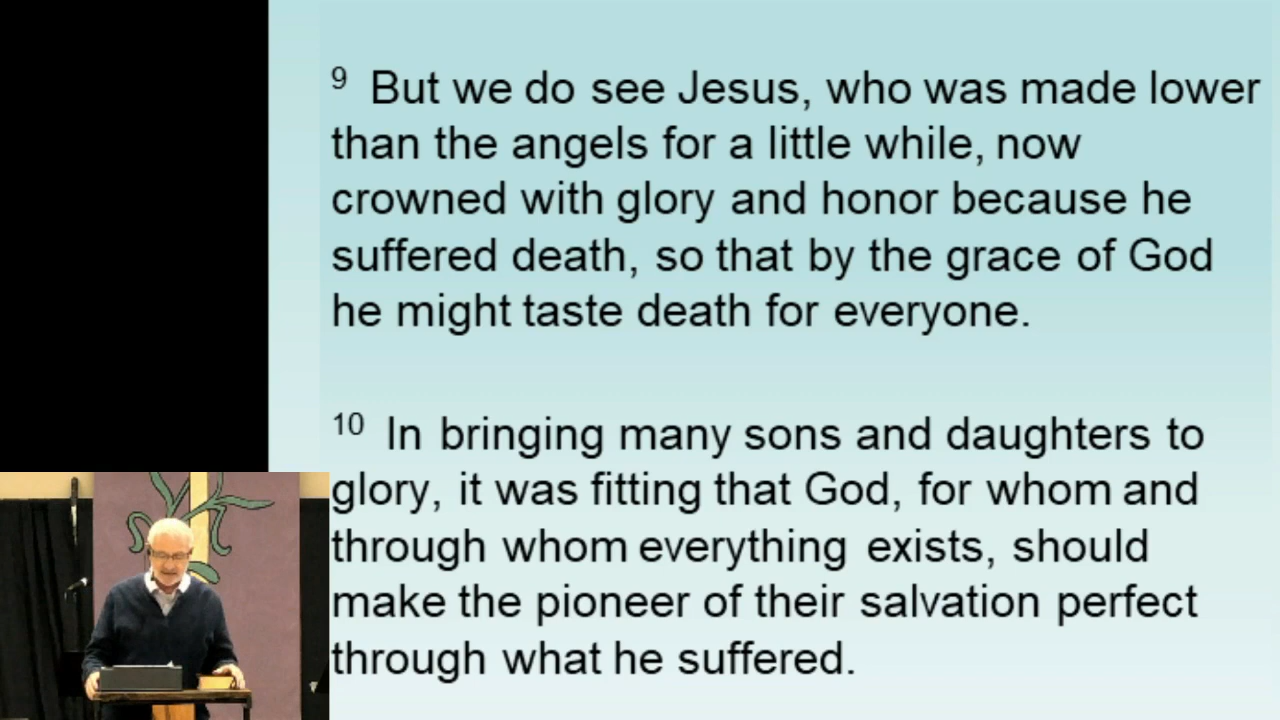 9 But we do see Jesus, who was made lower
than the angels for a little while, now
crowned with glory and honor because he
suffered death, so that by the grace of God
he might taste death for everyone.
10 In bringing many sons and daughters to
glory, it was fitting that God, for whom and
through whom everything exists, should
make the pioneer of their salvation perfect
through what he suffered.